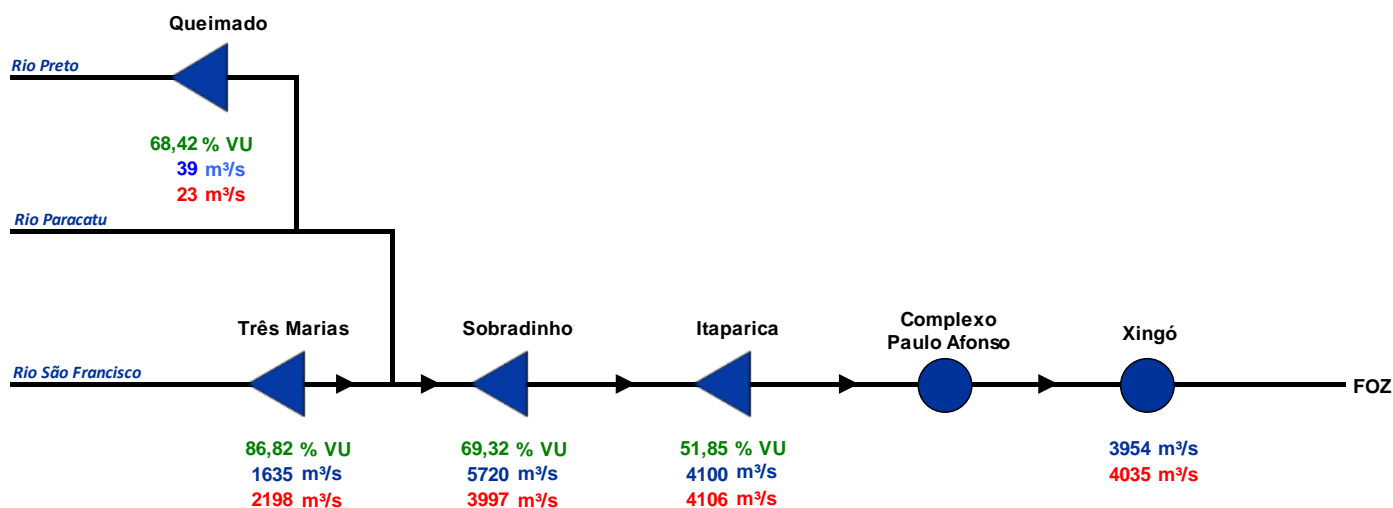 Queimado
Rio Preto
68,42 % VU
39 m³/s
23 m³/s
Rio Paracatu
Três Marias
Sobradinho
Itaparica
Complexo
Paulo Afonso
Xingó
Rio São Francisco
FOZ
86,82 % VU
1635 m³/s
2198 m³/s
69,32 % VU
5720 m³/s
3997 m³/s
51,85 % VU
4100 m³/s
4106 m³/s
3954 m³/s
4035 m³/s